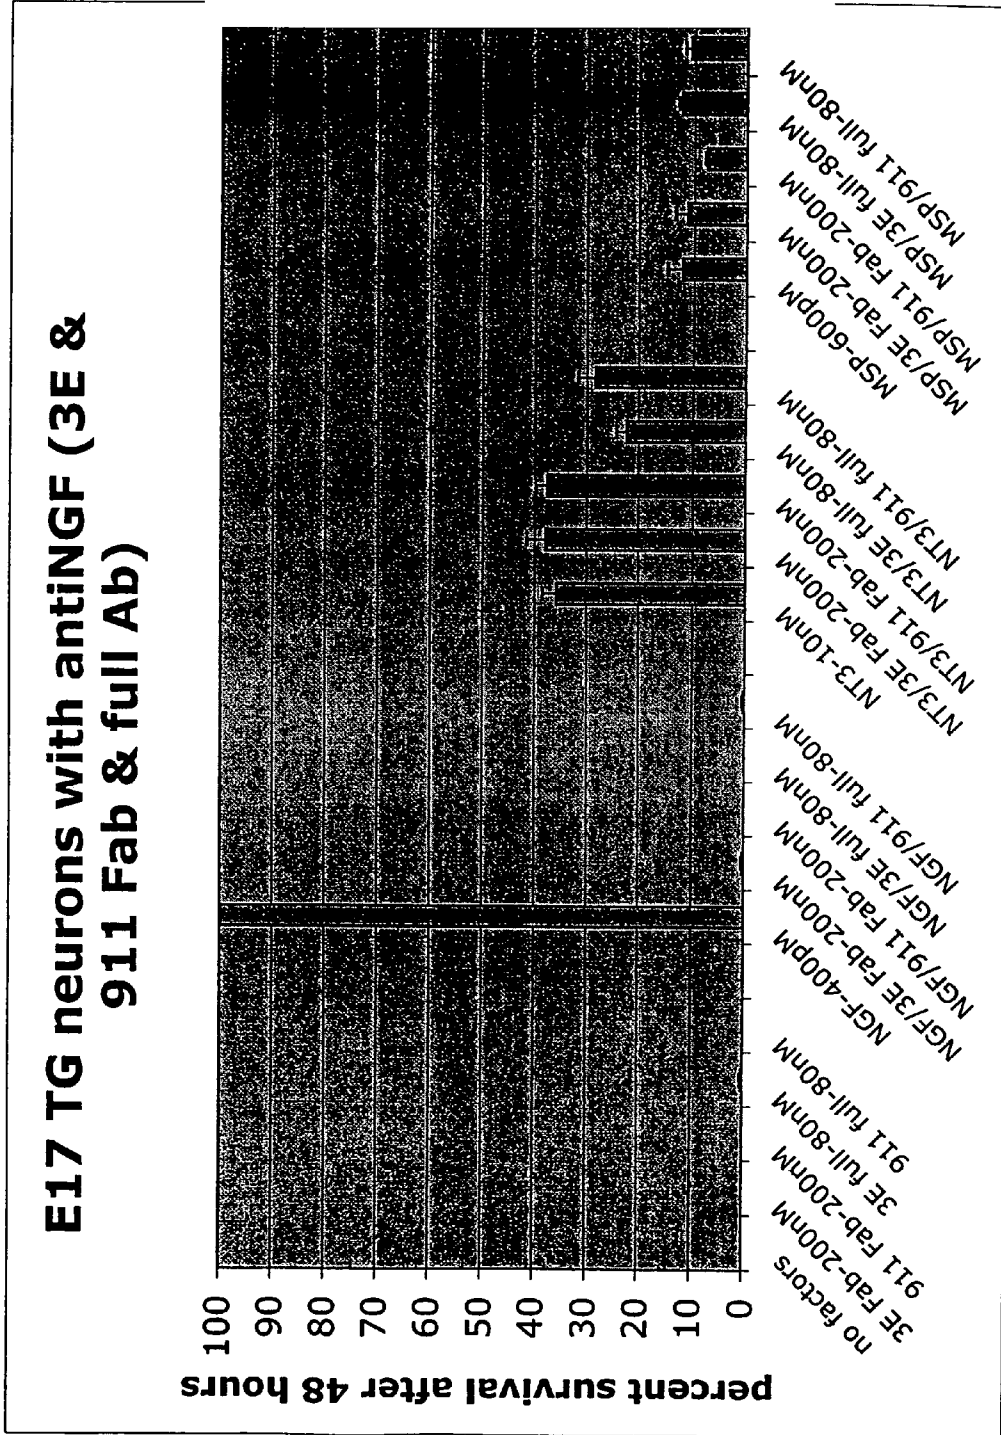 E17 TG neurons with antiNGF (3E &
911 Fab & full Ab)
percent survival after 48 hours
100
90
80
70
60
50
40
30
20
10
0
no factors
3E Fab-200nM
911 Fab-200nM
3E full-80nM
911 full-80nM
NGF-400pM
NGF/3E Fab-200nM
NGF/911 Fab-200nM
NGF/3E full-80nM
NGF/911 full-80nM
NT3-10nM
NT3/3E Fab-200nM
NT3/911 Fab-200nM
NT3/3E full-80nM
NT3/911 full-80nM
MSP-600pM
MSP/3E Fab-200nM
MSP/911 Fab-200nM
MSP/3E full-80nM
MSP/911 full-80nM